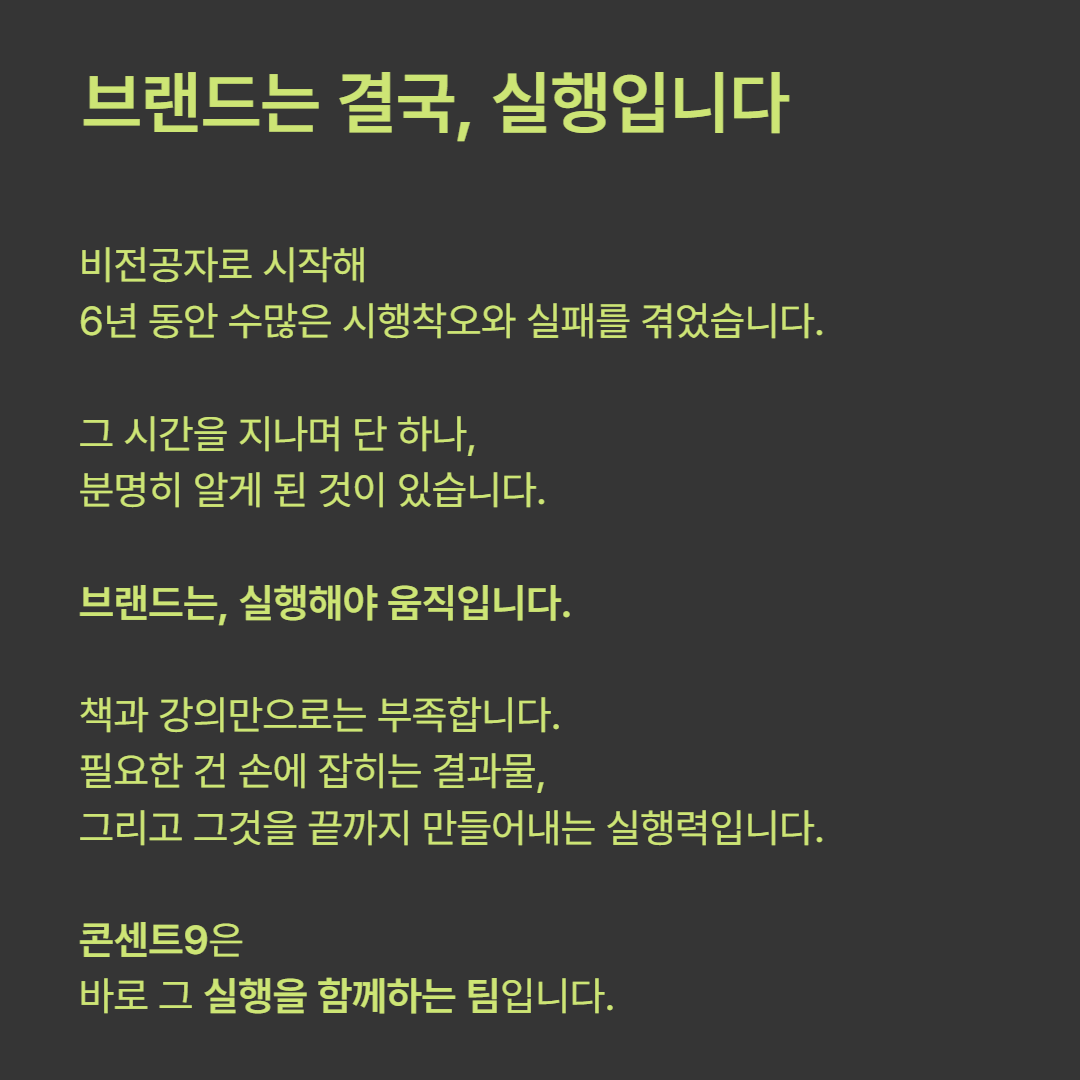 브랜드는 결국, 실행입니다
비전공자로 시작해
6년 동안 수많은 시행착오와 실패를 겪었습니다.
그 시간을 지나며 단 하나,
분명히 알게 된 것이 있습니다.
브랜드는, 실행해야 움직입니다.
책과 강의만으로는 부족합니다.
필요한 건 손에 잡히는 결과물,
그리고 그것을 끝까지 만들어내는 실행력입니다.
콘센트9은
바로 그 실행을 함께하는 팀입니다.